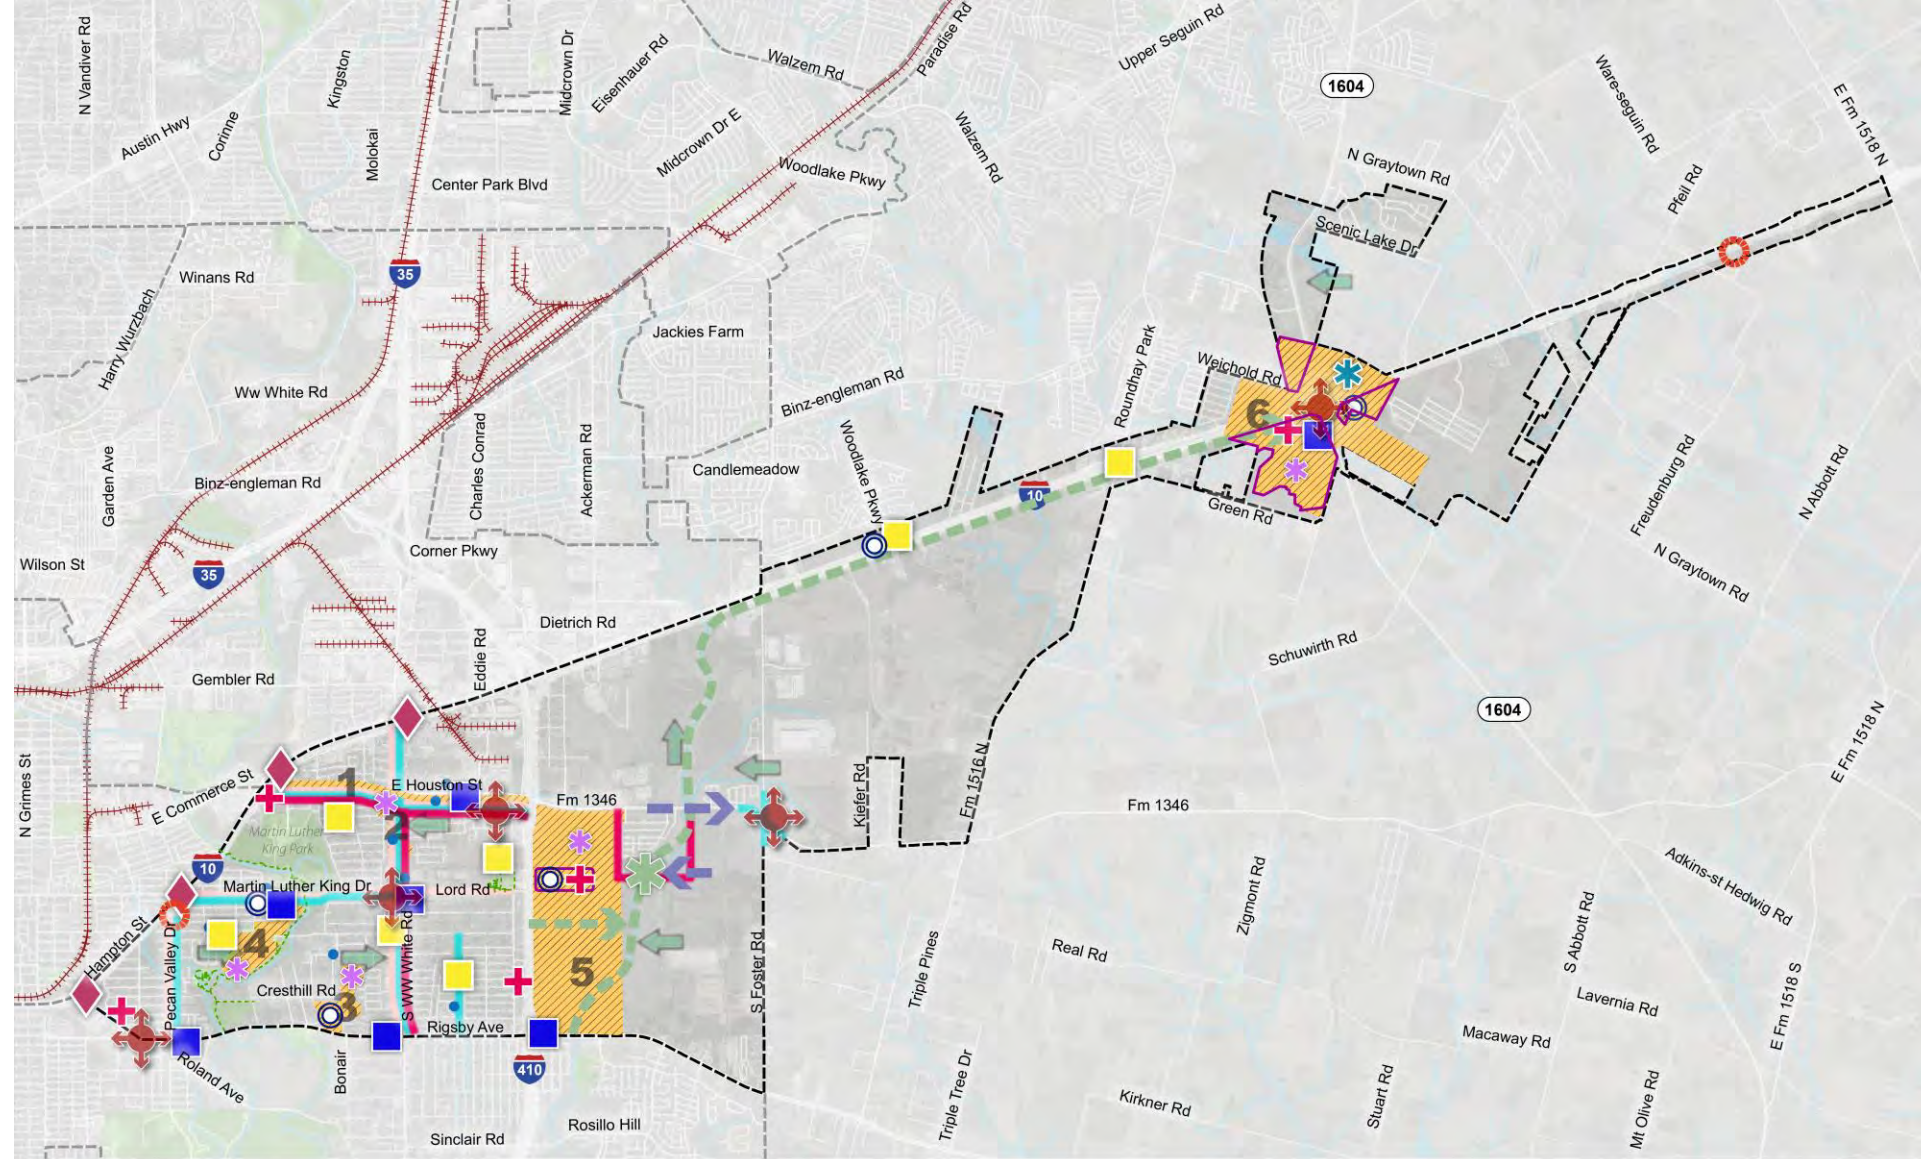 N Vandiver Rd
Austin Hwy
Corinne
Kingston
Molokai
Midcrown Dr
Eisenhauer Rd
Walzem Rd
Paradise Rd
Upper Seguin Rd
1604
Ware-seguin Rd
E Fm 1518 N
Center Park Blvd
Midcrown Dr E
Woodlake Pkwy
Walzem Rd
N Graytown Rd
Pfeil Rd
Scenic Lake Dr
Winans Rd
35
Harry Wurzbach
Jackies Farm
Roundhay Park
Weichold Rd
Ww White Rd
Binz-engleman Rd
6
Garden Ave
Binz-engleman Rd
Charles Conrad
Ackerman Rd
Candlemeadow
Woodlake Pkwy
10
Green Rd
Freudenburg Rd
N Abbott Rd
Wilson St
35
Corner Pkwy
N Graytown Rd
Dietrich Rd
Eddie Rd
Schuwirth Rd
Gembler Rd
1604
E Fm 1518 N
N Grimes St
E Commerce St
1
E Houston St
Fm 1346
Kiefer Rd
Fm 1516 N
Fm 1346
Martin Luther
King Park
2
10
Martin Luther King Dr
Lord Rd
Zigmont Rd
Adkins-st Hedwig Rd
Hampton St
Pecan Valley Dr
4
S WW White Rd
5
S Foster Rd
Triple Pines
Real Rd
S Abbott Rd
Cresthill Rd
3
Lavernia Rd
E Fm 1518 S
Rigsby Ave
Macaway Rd
Roland Ave
Bonair
410
Triple Tree Dr
Kirkner Rd
Stuart Rd
Mt Olive Rd
Sinclair Rd
Rosillo Hill